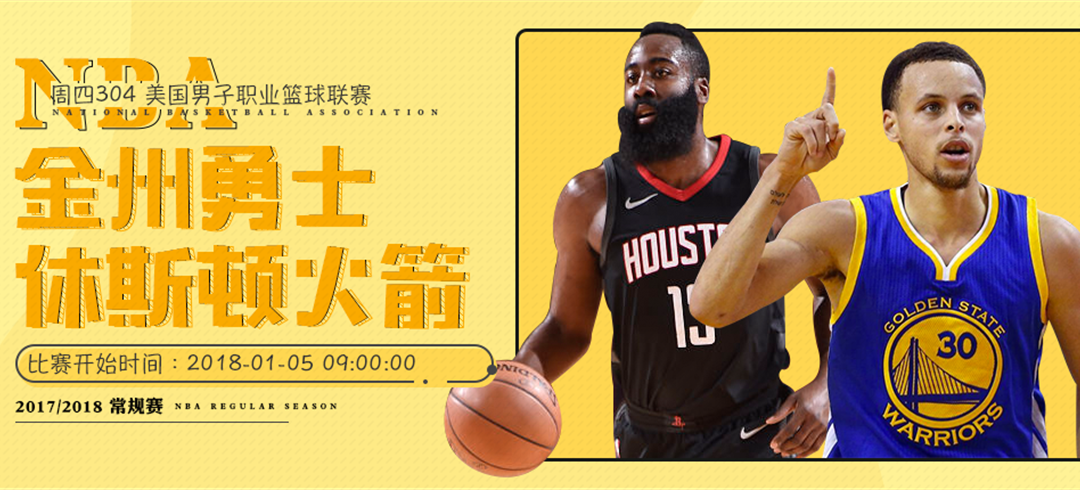 NBA
周四304 美国男子职业篮球联赛
NATIONAL BASKETBALL ASSOCIATION
金州勇士
休斯顿火箭
比赛开始时间：2018-01-05 09:00:00
2017/2018 常规赛 NBA REGULAR SEASON
HOUST
13
GOLDEN STATE
30
WARRIORS